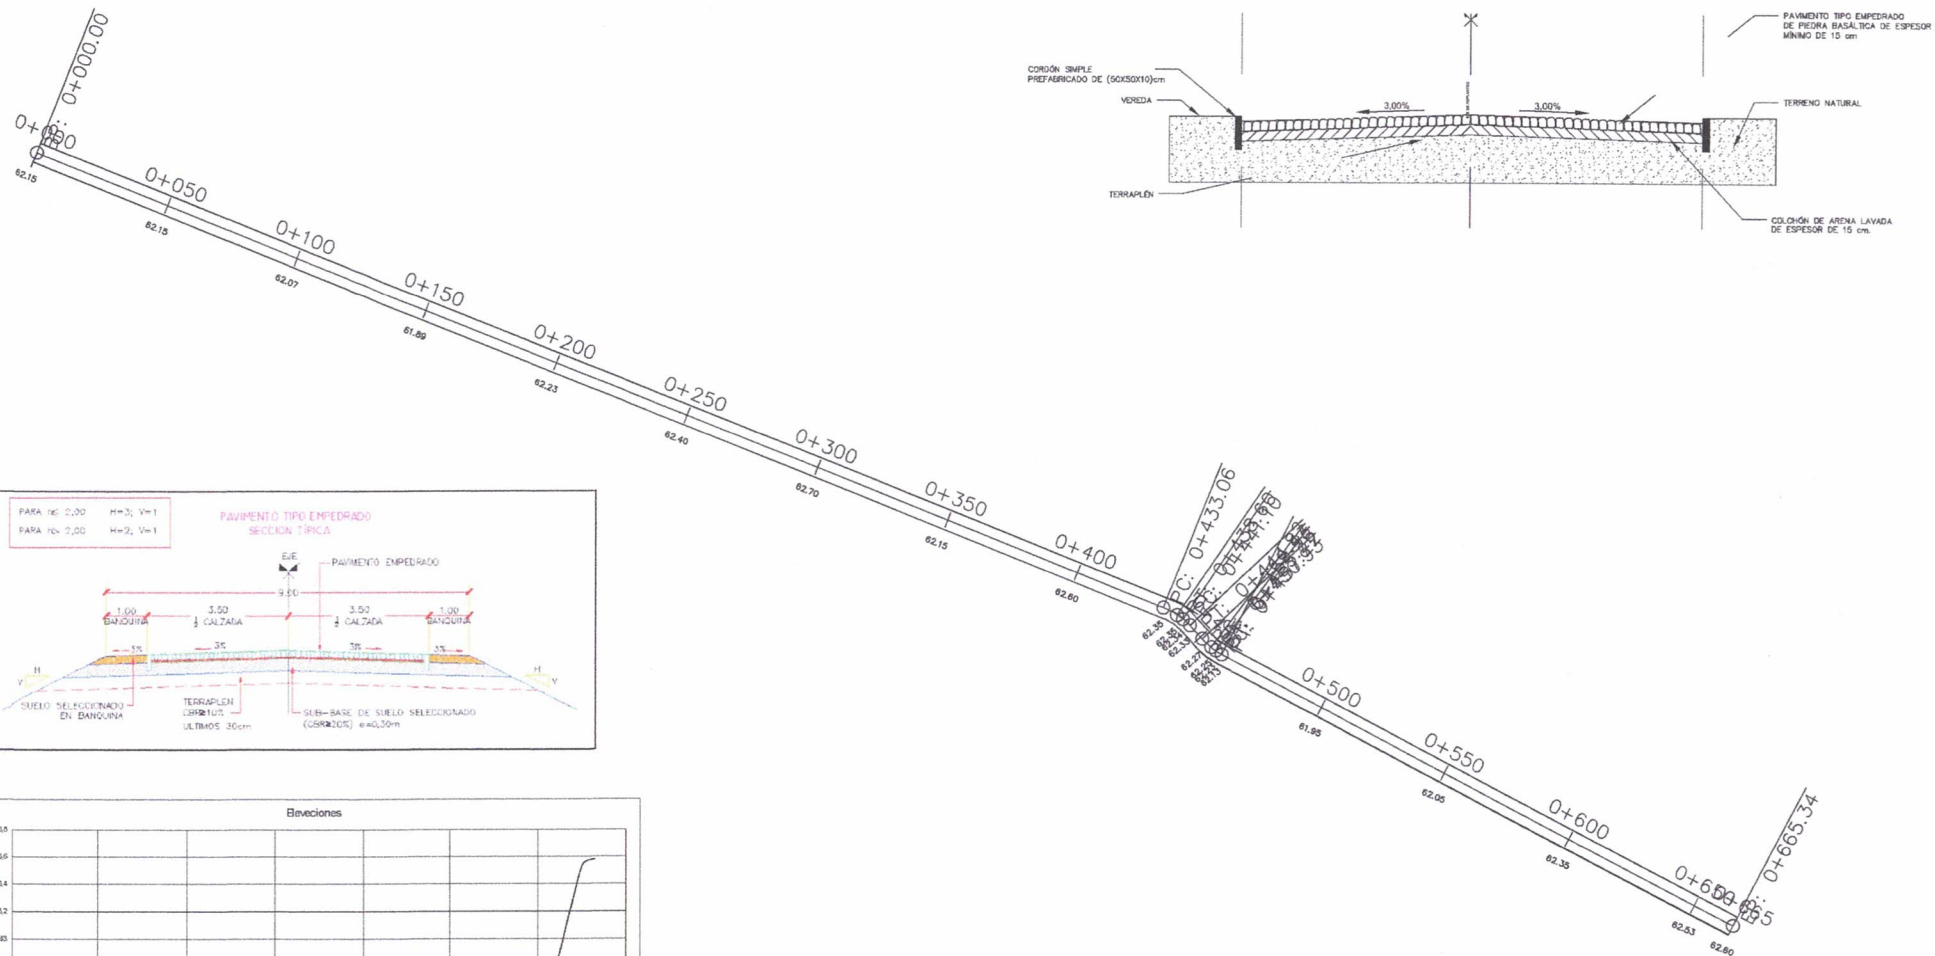 0+000.00
0+000
62.15
0+050
62.15
0+100
62.07
0+150
61.89
0+200
62.23
0+250
62.40
0+300
62.70
0+350
62.15
0+400
62.60
PC: 0+433.06
62.35
0+500
61.95
0+550
62.05
0+600
62.35
0+650
62.53
0+665.34
62.60
PAVIMENTO TIPO EMPEDRADO
DE PIEDRA BASÁLTICA DE ESPESOR
MÍNIMO DE 15 cm
CORDÓN SIMPLE
PREFABRICADO DE (50X50X10)cm
VEREDA
3,00%
3,00%
TERRENO NATURAL
TERRAPLÉN
COLCHÓN DE ARENA LAVADA
DE ESPESOR DE 15 cm.
PARA 2,00 H=3; V=1
PARA 2,00 H=2; V=1
PAVIMENTO TIPO EMPEDRADO
SECCION TÍPICA
EJE
PAVIMENTO EMPEDRADO
1.00 3.50 3.50 1.00
BANQUINA ½ CALZADA ½ CALZADA BANQUINA
3% 3% 3% 3%
H H
V V
SUELO SELECCIONADO
EN BANQUINA
TERRAPLEN
CBR≥10%
ULTIMOS 30cm
SUB-BASE DE SUELO SELECCIONADO
(CBR≥20%) e=0,30m
Elevaciones